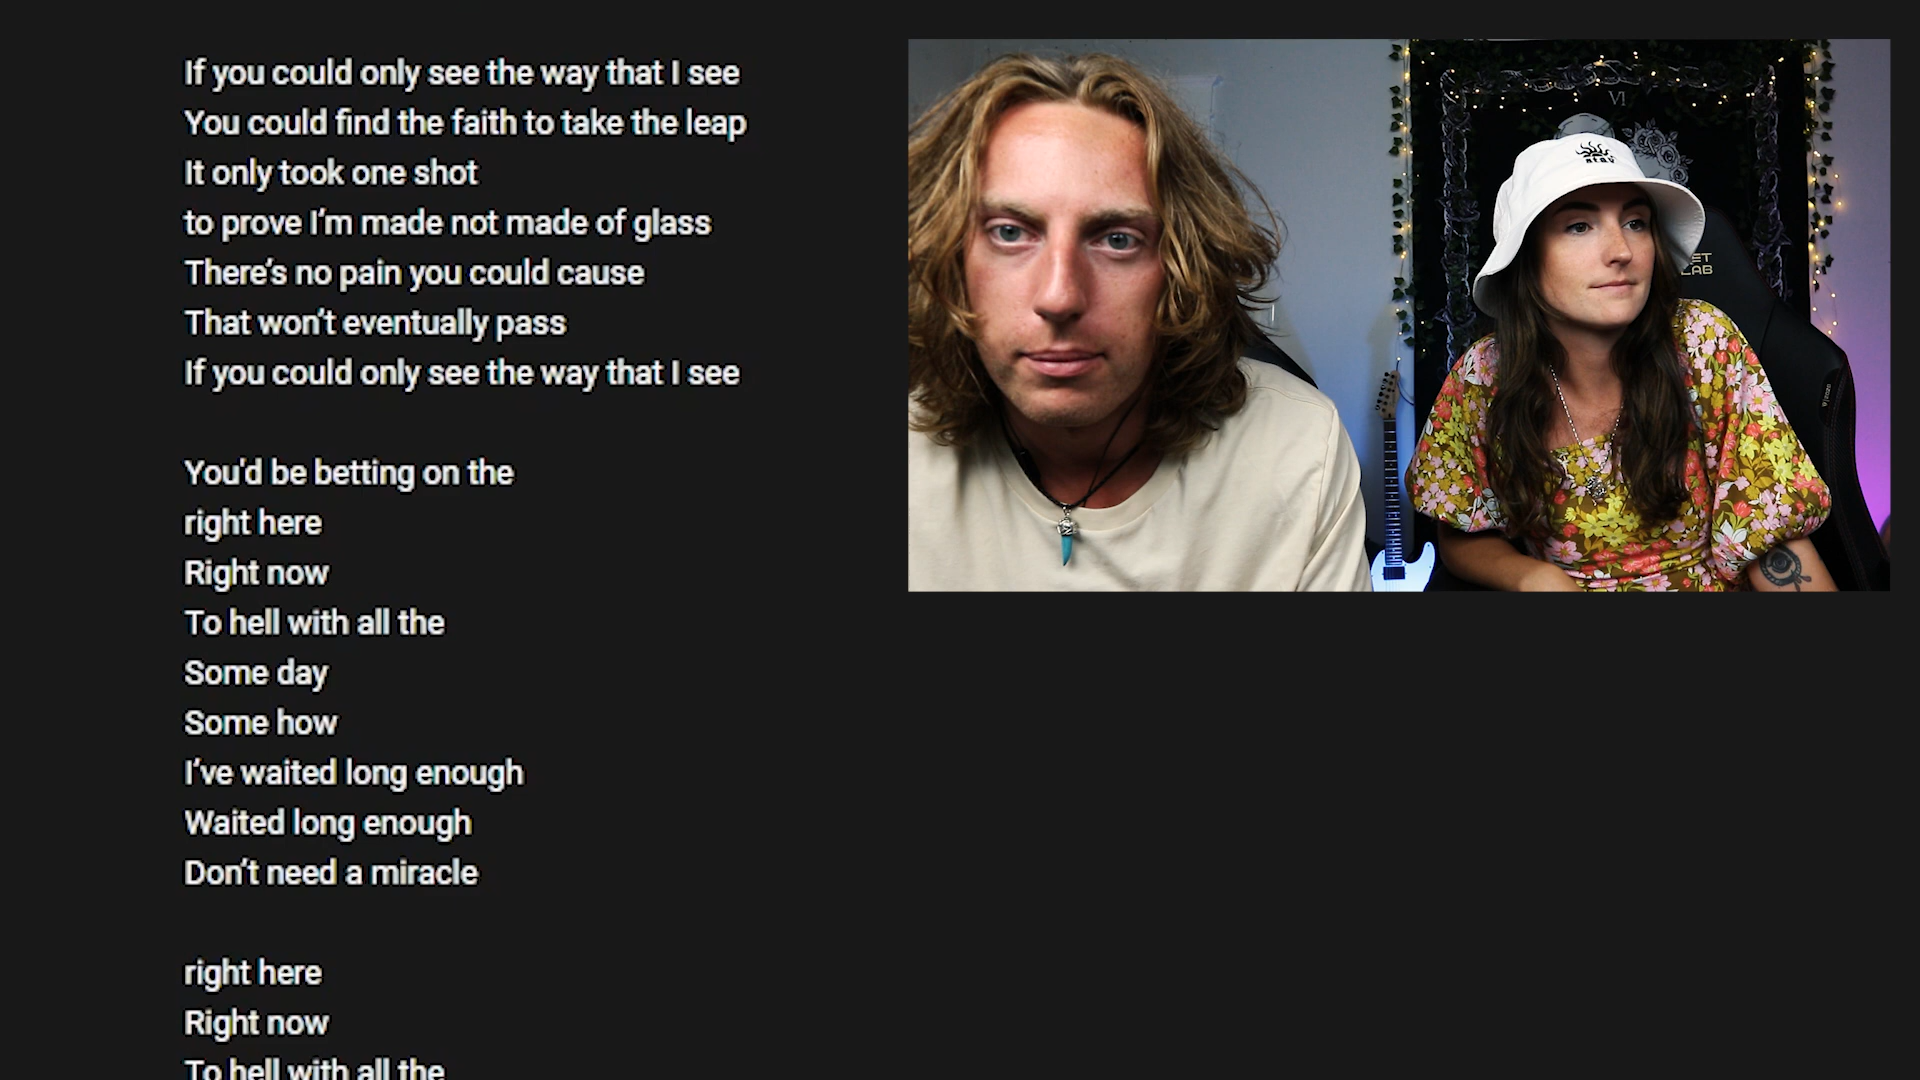 If you could only see the way that I see
You could find the faith to take the leap
It only took one shot
to prove I'm made not made of glass
There's no pain you could cause
That won't eventually pass
If you could only see the way that I see
You'd be betting on the
right here
Right now
To hell with all the
Some day
Some how
I've waited long enough
Waited long enough
Don't need a miracle
right here
Right now
To hell with all the
VI
stay
LAB